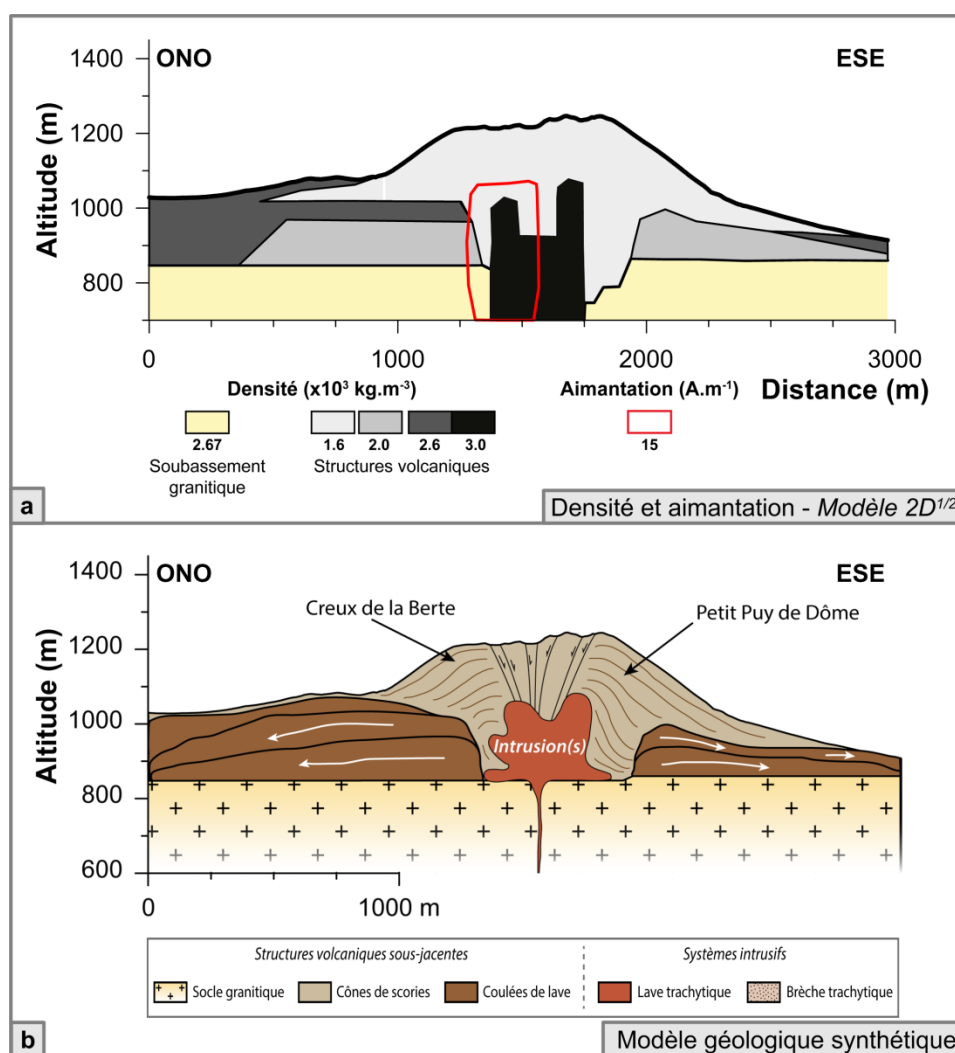 1400
ONO
ESE
1200
1000
800
Altitude (m)
0
1000
2000
3000
Densité (x10³ kg.m⁻³)
Aimantation (A.m⁻¹)
Distance (m)
2.67
1.6
2.0
2.6
3.0
15
Soubassement
granitique
Structures volcaniques
a
Densité et aimantation - Modèle 2D1/2
1400
ONO
ESE
Creux de la Berte
Petit Puy de Dôme
1200
1000
800
600
Altitude (m)
Intrusion(s)
0
1000 m
Structures volcaniques sous-jacentes
Systèmes intrusifs
Socle granitique
Cônes de scories
Coulées de lave
Lave trachytique
Brèche trachytique
b
Modèle géologique synthétique